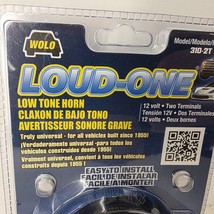 WOLO
Model/Modelo/
310-2T
LOUD-ONE
LOW TONE HORN
CLAXON DE BAJO TONO
AVERTISSEUR SONORE GRAVE
12 volt • Two Terminals
Tensión 12V • Dos Terminales
12 volts • Deux bornes
Truly universal - for all vehicles built since 1955!
¡Verdaderamente universal - para todos los
vehículos construidos desde 1955!
Vraiment universel, convient à tous les véhicules
construits depuis 1955 !
EASY TO INSTALL
FACIL DE INSTALAR
FACILE À MONTER